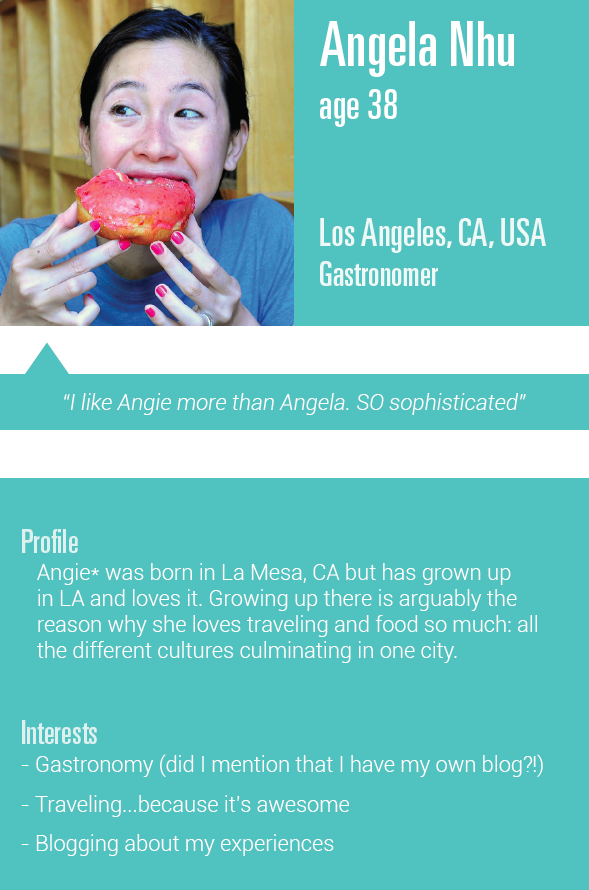 Angela Nhu
age 38
Los Angeles, CA, USA
Gastronomer
“I like Angie more than Angela. SO sophisticated”
Profile
Angie* was born in La Mesa, CA but has grown up
in LA and loves it. Growing up there is arguably the
reason why she loves traveling and food so much: all
the different cultures culminating in one city.
Interests
- Gastronomy (did I mention that I have my own blog?!)
- Traveling...because it's awesome
- Blogging about my experiences